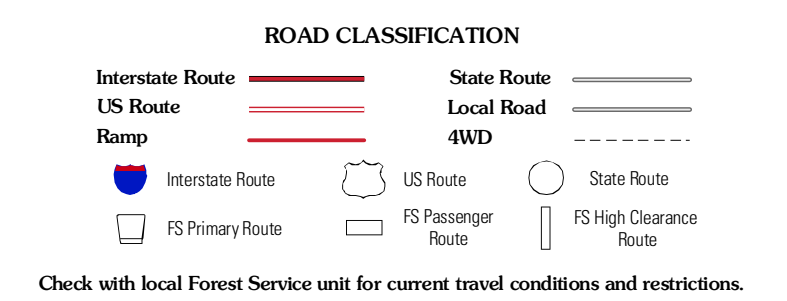 ROAD CLASSIFICATION
Interstate Route
State Route
US Route
Local Road
Ramp
4WD
Interstate Route
US Route
State Route
FS Primary Route
FS Passenger
Route
FS High Clearance
Route
Check with local Forest Service unit for current travel conditions and restrictions.